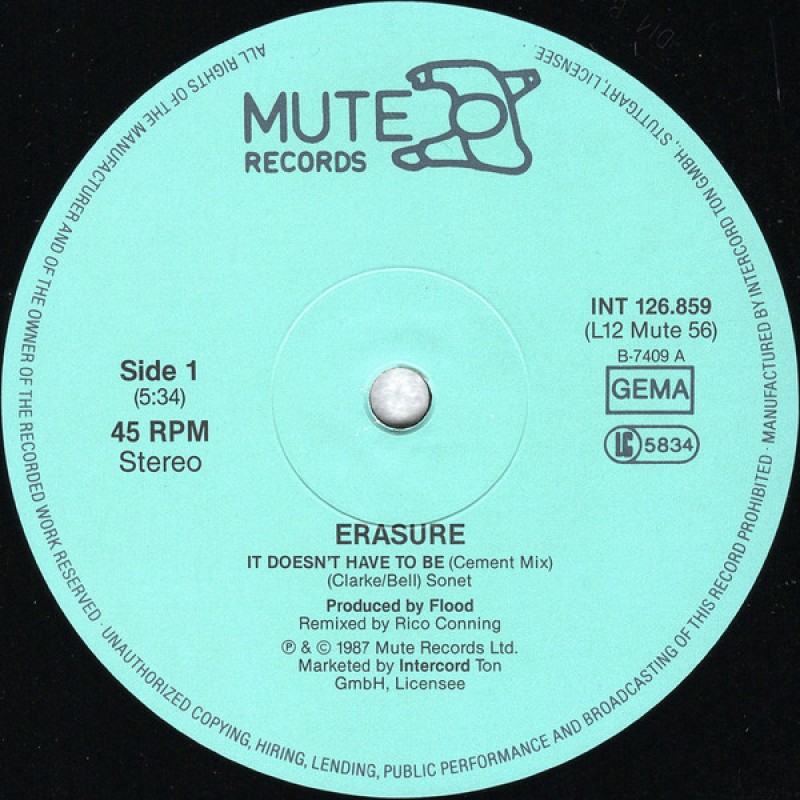 MUTE
RECORDS
INT 126.859
(L12 Mute 56)
B-7409 A
GEMA
LC 5834
Side 1
(5:34)
45 RPM
Stereo
ERASURE
IT DOESN'T HAVE TO BE (Cement Mix)
(Clarke/Bell) Sonet
Produced by Flood
Remixed by Rico Conning
℗ & © 1987 Mute Records Ltd.
Marketed by Intercord Ton
GmbH, Licensee
ALL RIGHTS OF THE MANUFACTURER AND OF THE OWNER OF THE RECORDED WORK RESERVED · UNAUTHORIZED COPYING, HIRING, LENDING, PUBLIC PERFORMANCE AND BROADCASTING OF THIS RECORD PROHIBITED · MANUFACTURED BY INTERCORD TON GMBH., STUTTGART, LICENSEE ·